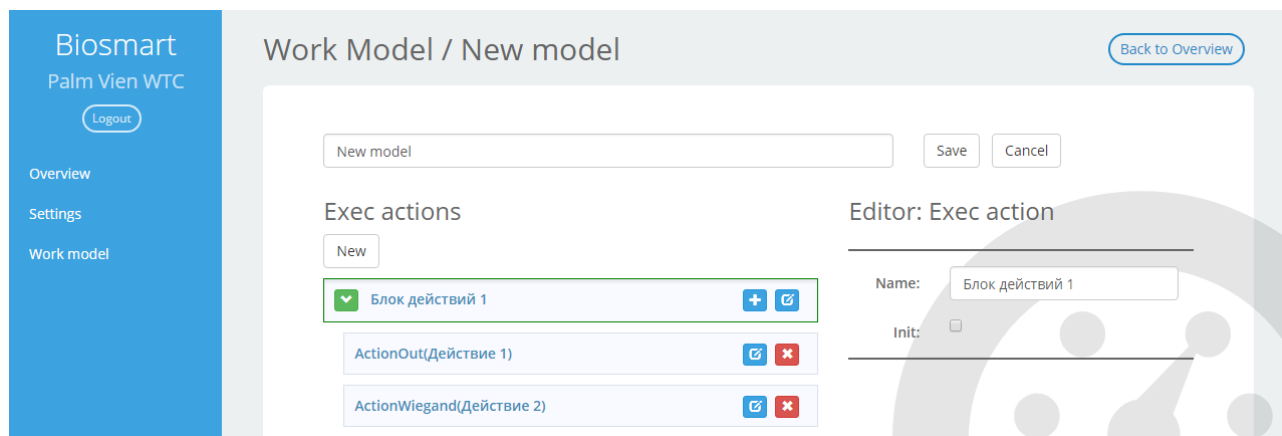 Biosmart
Palm Vien WTC
Logout
Overview
Settings
Work model
Work Model / New model
Back to Overview
New model
Save
Cancel
Exec actions
New
Блок действий 1
ActionOut(Действие 1)
ActionWiegand(Действие 2)
Editor: Exec action
Name:
Блок действий 1
Init: